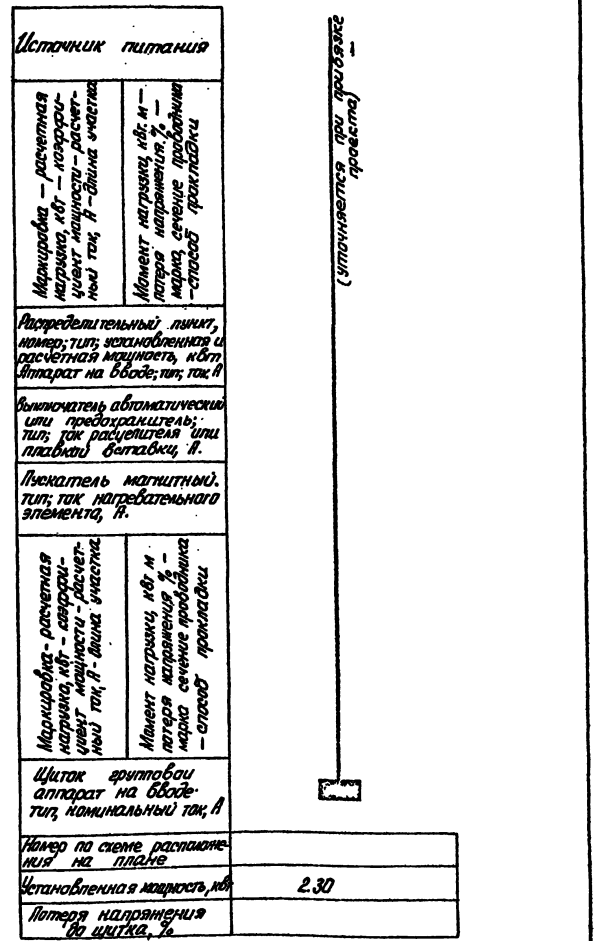 Источник питания
Маркировка — расчетная
нагрузка, кВт — коэффи-
циент мощности — расчет-
ный ток, А — длина участка
Момент нагрузки, кВт. м —
потеря напряжения. % —
марка, сечение проводника
— способ прокладки
(уточняется при привязке
проекта) —
Распределительный пункт,
номер; тип; установленная и
расчетная мощность, кВт
Аппарат на вводе; тип; ток А
Выключатель автоматический
или предохранитель;
тип; ток расцепителя или
плавкой вставки, А.
Пускатель магнитный.
тип; ток нагревательного
элемента, А.
Маркировка - расчетная
нагрузка, кВт - коэффи-
циент мощности - расчет-
ный ток, А - длина участка
Момент нагрузки, кВт м
потеря напряжения % —
марка сечение проводника
— способ прокладки
Щиток групповой
аппарат на вводе.
тип, номинальный ток, А
Номер по схеме расположе-
ния на плане
Установленная мощность, кВт 2.30
Потеря напряжения
до щитка, %